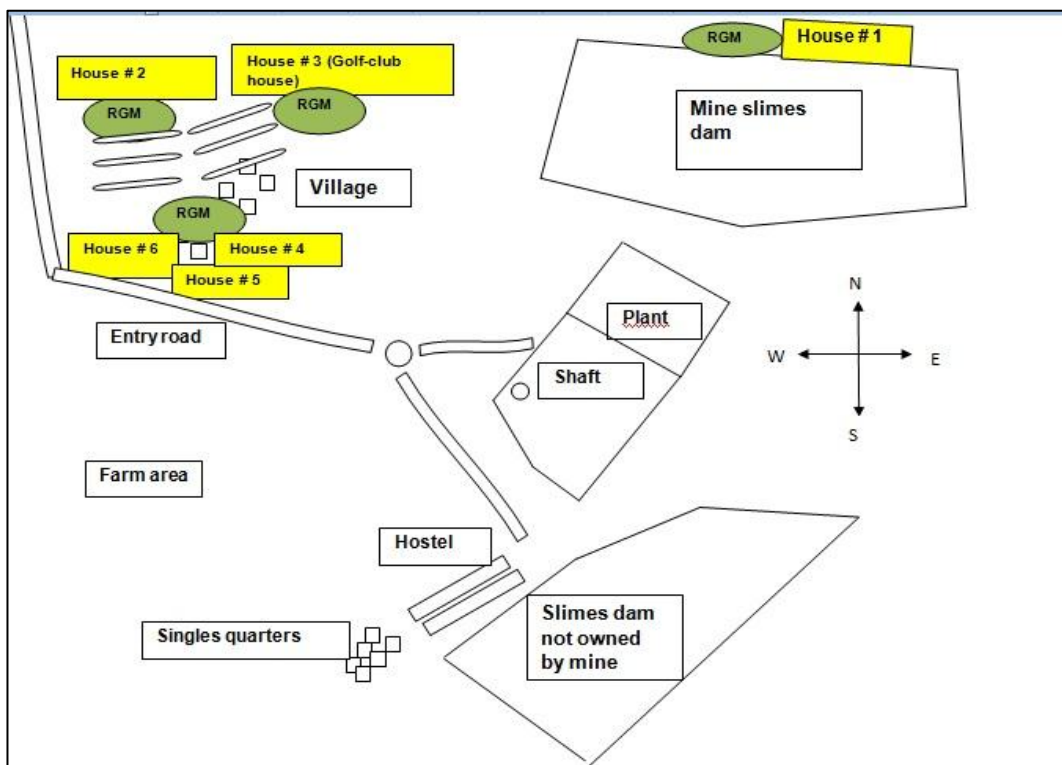 RGM
House # 1
House # 2
House # 3 (Golf-club
house)
RGM
RGM
Mine slimes
dam
Village
RGM
House # 6
House # 4
House # 5
N
Entry road
Plant
W
E
Shaft
S
Farm area
Hostel
Singles quarters
Slimes dam
not owned
by mine